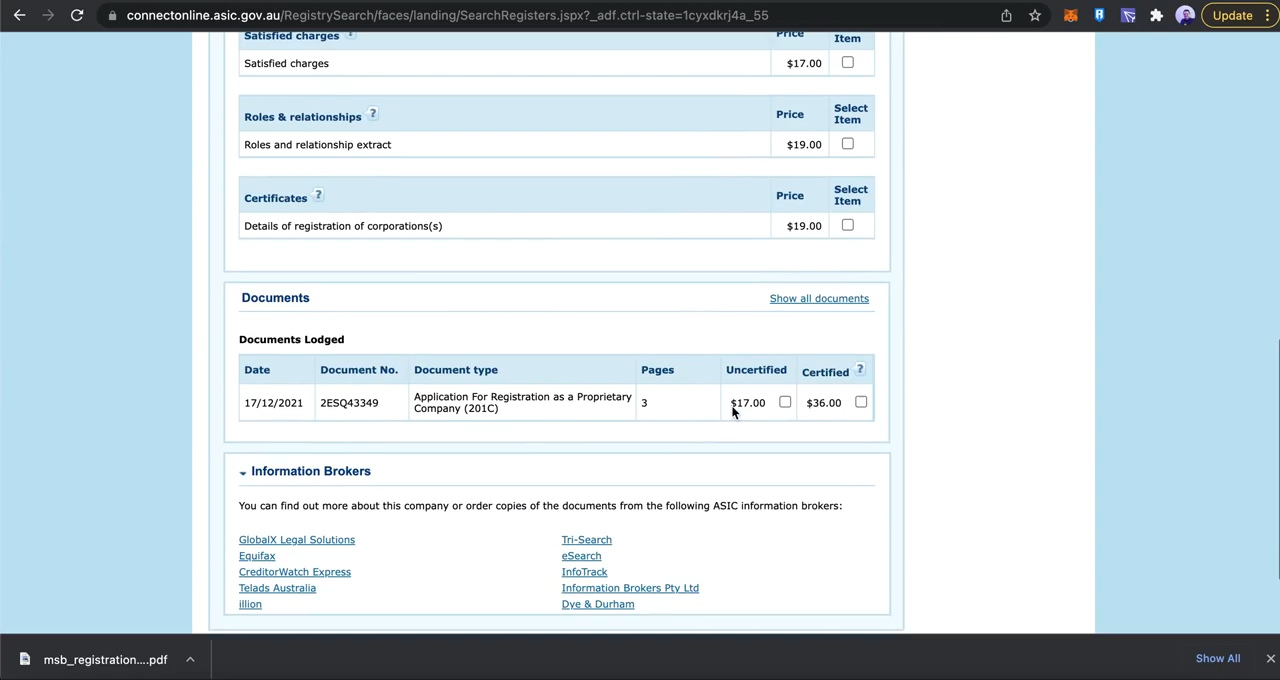 connectonline.asic.gov.au/RegistrySearch/faces/landing/SearchRegisters.jspx?_adf.ctrl-state=1cyxdkrj4a_55
Update
Satisfied charges ? Price Item
Satisfied charges $17.00
Roles & relationships ? Price Select Item
Roles and relationship extract $19.00
Certificates ? Price Select Item
Details of registration of corporations(s) $19.00
Documents Show all documents
Documents Lodged
Date Document No. Document type Pages Uncertified Certified ?
17/12/2021 2ESQ43349 Application For Registration as a Proprietary 3 $17.00 $36.00
Company (201C)
Information Brokers
You can find out more about this company or order copies of the documents from the following ASIC information brokers:
GlobalX Legal Solutions Tri-Search
Equifax eSearch
CreditorWatch Express InfoTrack
Telads Australia Information Brokers Pty Ltd
illion Dye & Durham
msb_registration....pdf Show All